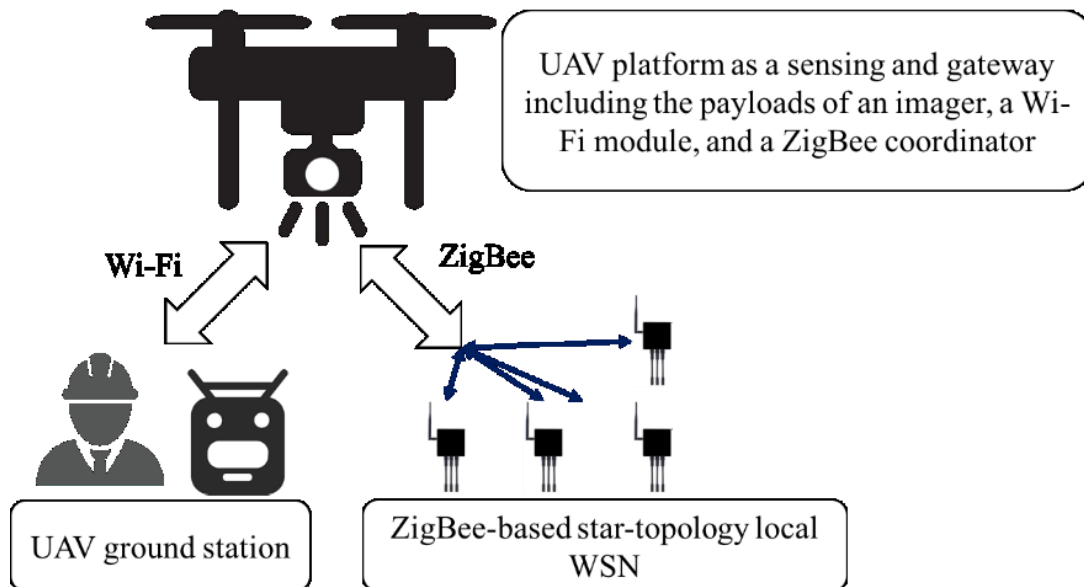 UAV platform as a sensing and gateway
including the payloads of an imager, a Wi-
Fi module, and a ZigBee coordinator
Wi-Fi
ZigBee
UAV ground station
ZigBee-based star-topology local
WSN